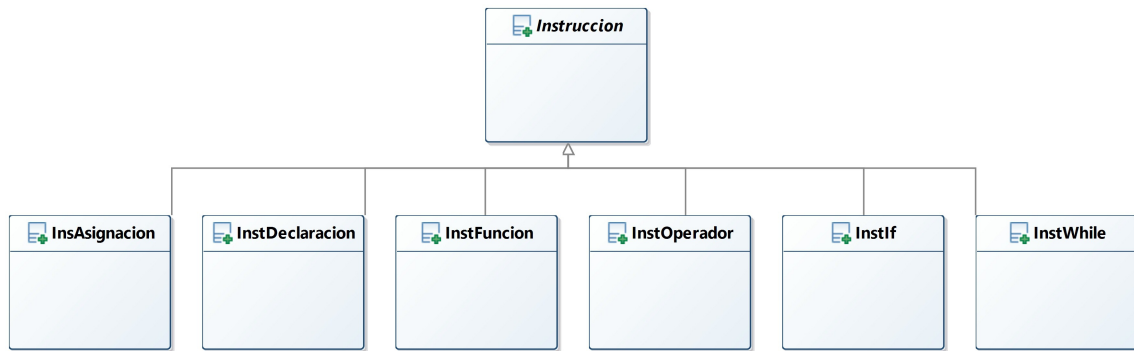 Instruccion
InsAsignacion
InstDeclaracion
InstFuncion
InstOperador
InstIf
InstWhile